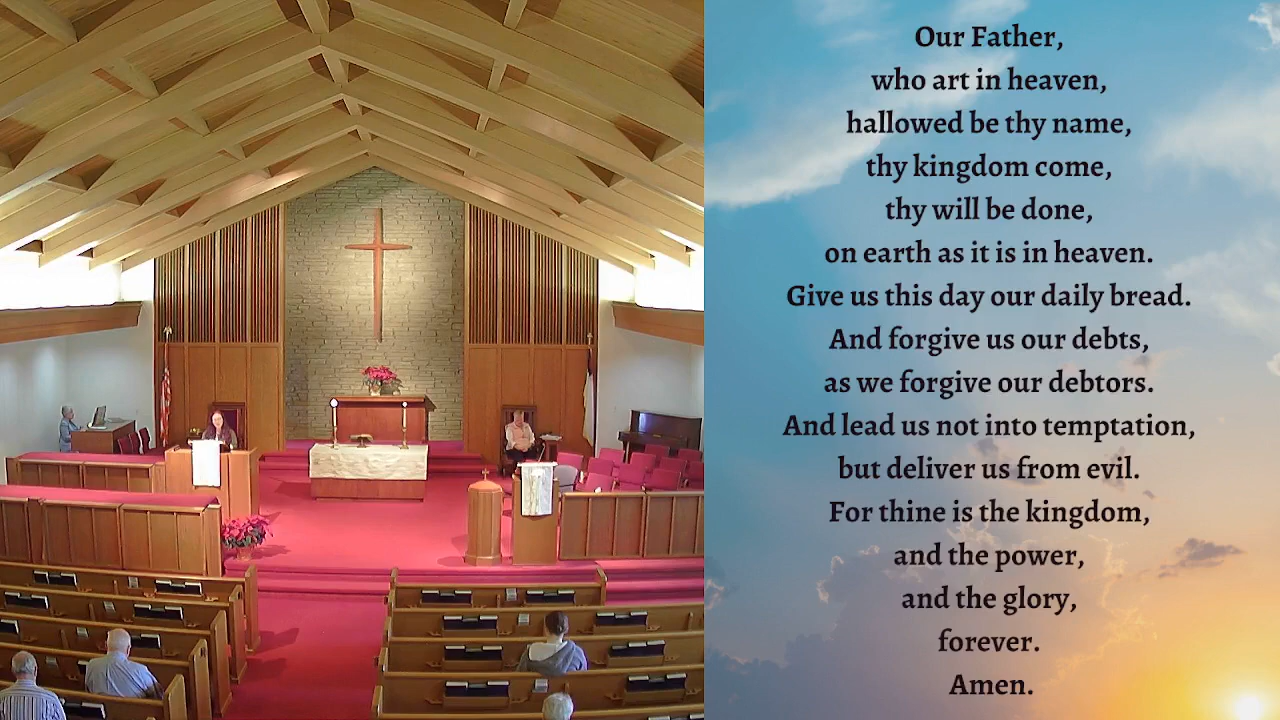 Our Father,
who art in heaven,
hallowed be thy name,
thy kingdom come,
thy will be done,
on earth as it is in heaven.
Give us this day our daily bread.
And forgive us our debts,
as we forgive our debtors.
And lead us not into temptation,
but deliver us from evil.
For thine is the kingdom,
and the power,
and the glory,
forever.
Amen.